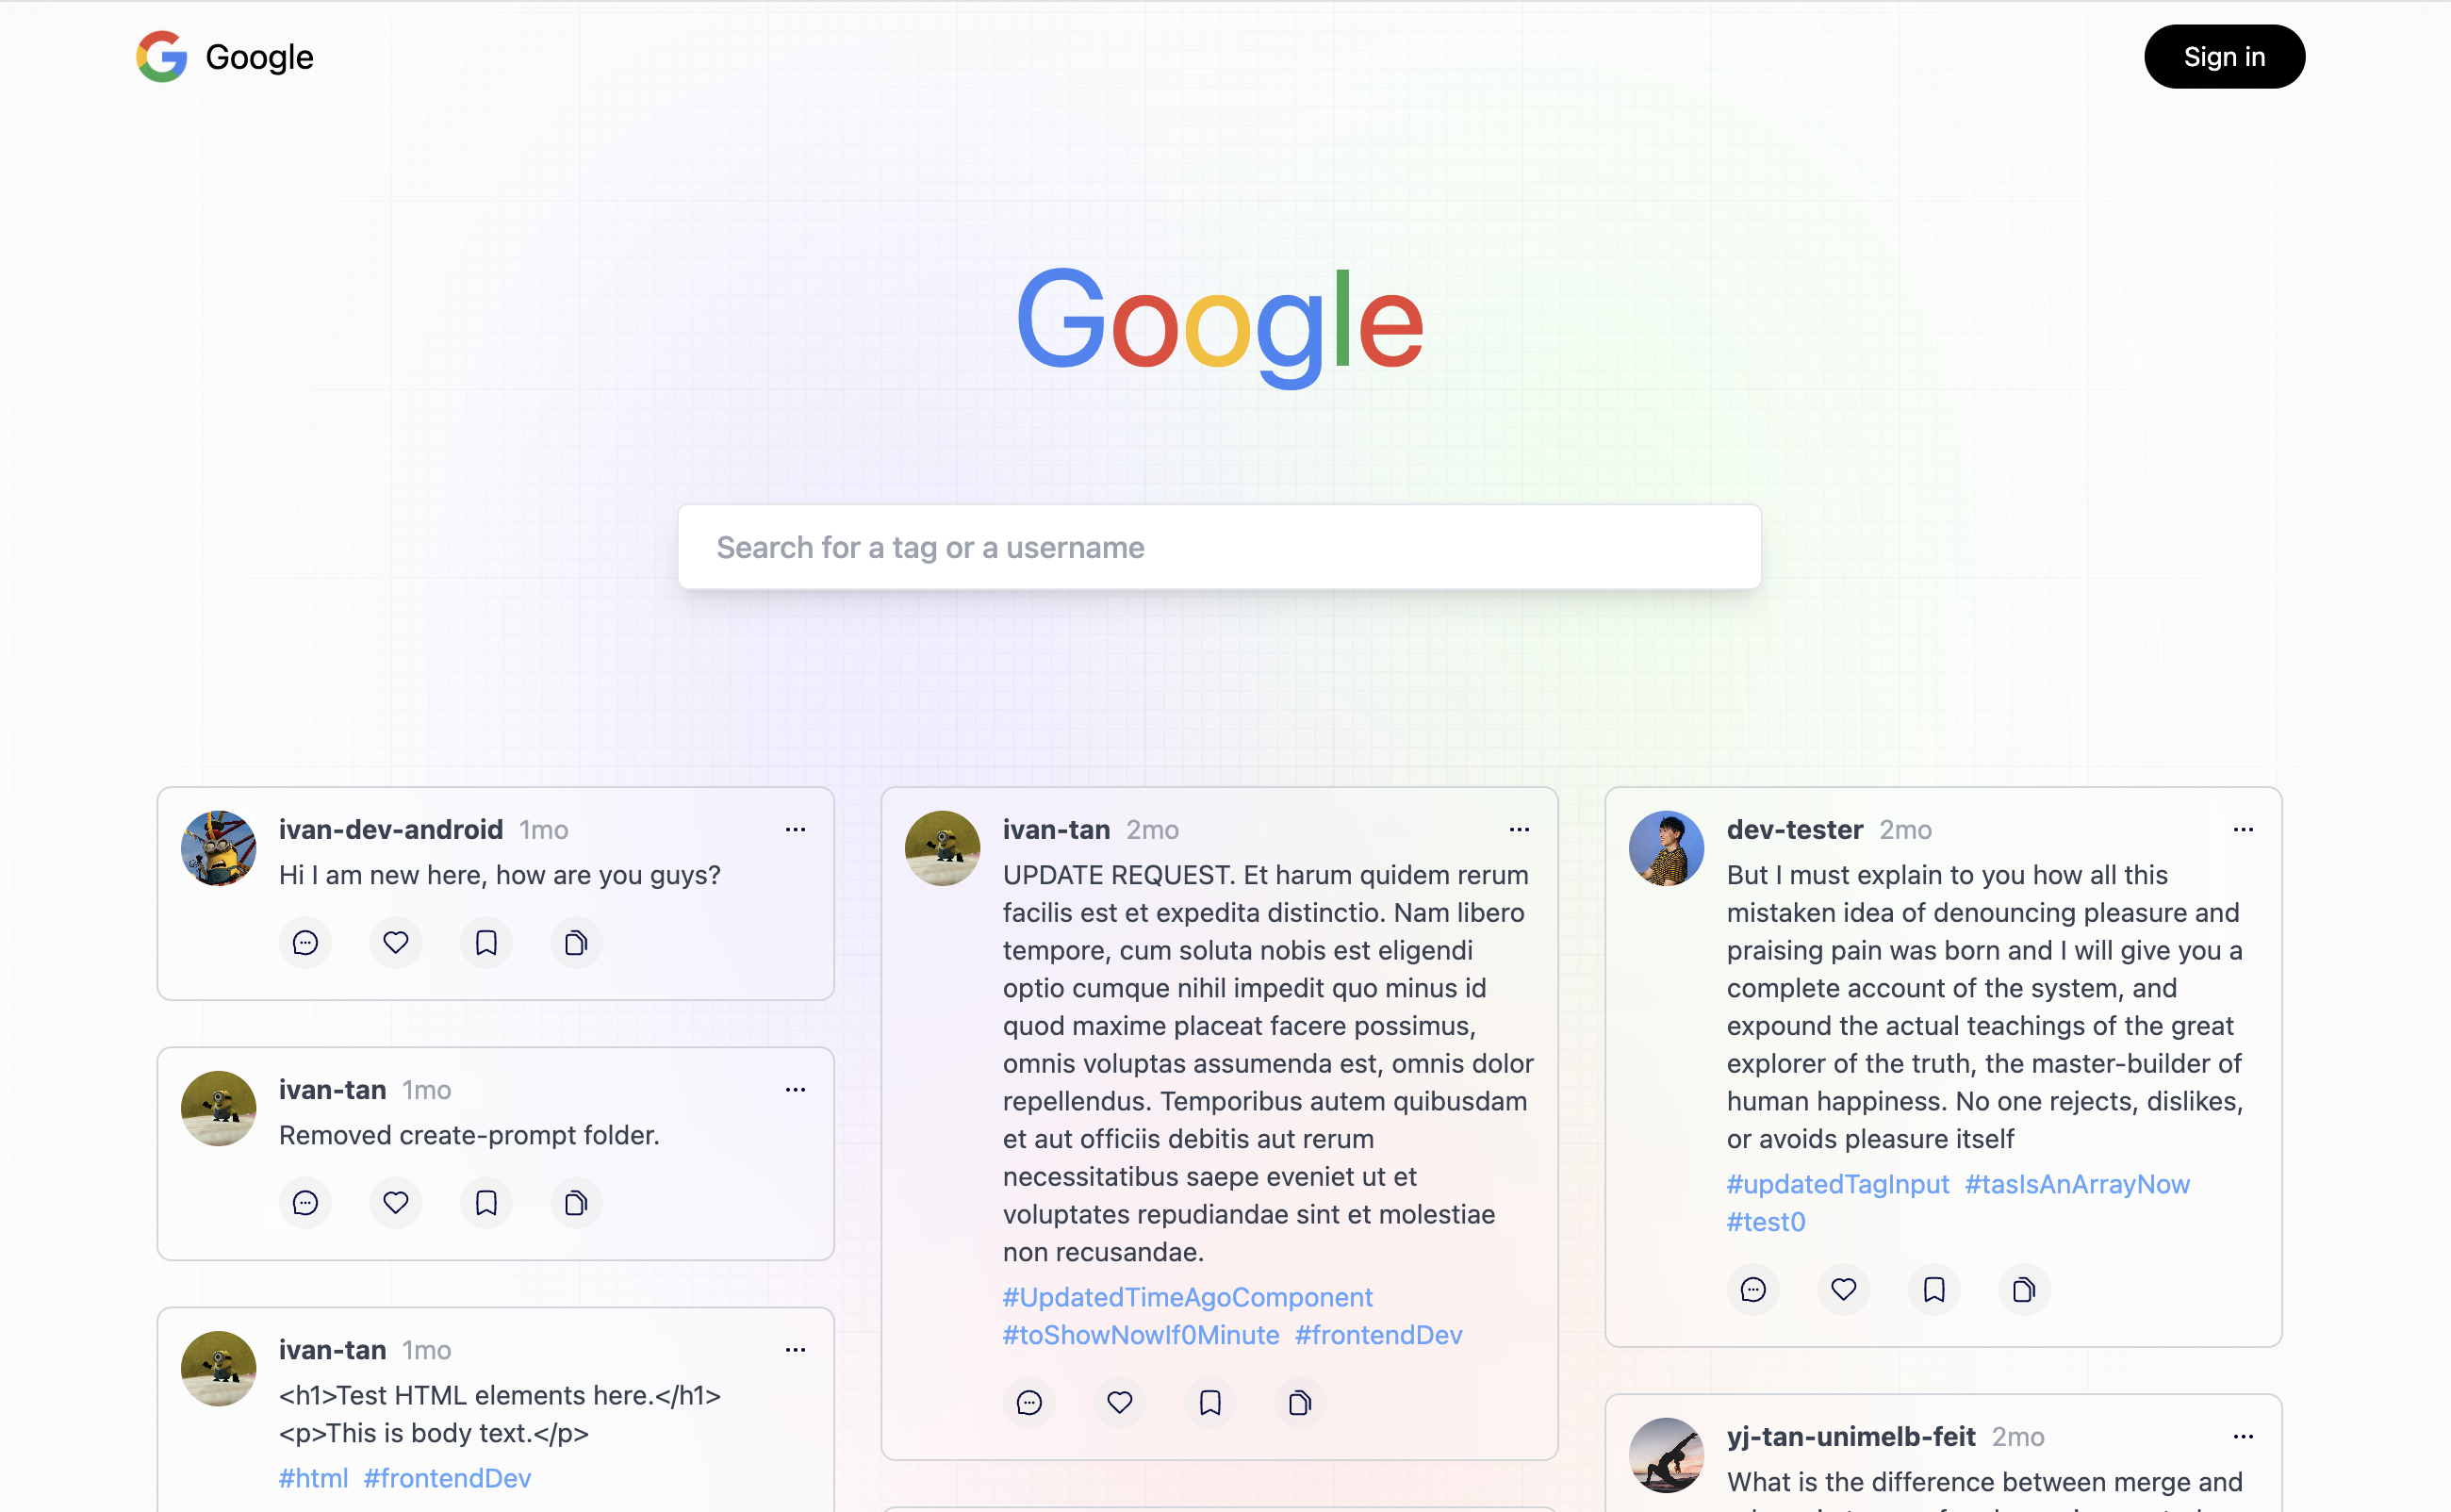 Google
Sign in
Google
Search for a tag or a username
ivan-dev-android 1mo
Hi I am new here, how are you guys?
ivan-tan 1mo
Removed create-prompt folder.
ivan-tan 1mo
<h1>Test HTML elements here.</h1>
<p>This is body text.</p>
#html #frontendDev
ivan-tan 2mo
UPDATE REQUEST. Et harum quidem rerum
facilis est et expedita distinctio. Nam libero
tempore, cum soluta nobis est eligendi
optio cumque nihil impedit quo minus id
quod maxime placeat facere possimus,
omnis voluptas assumenda est, omnis dolor
repellendus. Temporibus autem quibusdam
et aut officiis debitis aut rerum
necessitatibus saepe eveniet ut et
voluptates repudiandae sint et molestiae
non recusandae.
#UpdatedTimeAgoComponent
#toShowNowIf0Minute #frontendDev
dev-tester 2mo
But I must explain to you how all this
mistaken idea of denouncing pleasure and
praising pain was born and I will give you a
complete account of the system, and
expound the actual teachings of the great
explorer of the truth, the master-builder of
human happiness. No one rejects, dislikes,
or avoids pleasure itself
#updatedTagInput #tasIsAnArrayNow
#test0
yj-tan-unimelb-feit 2mo
What is the difference between merge and